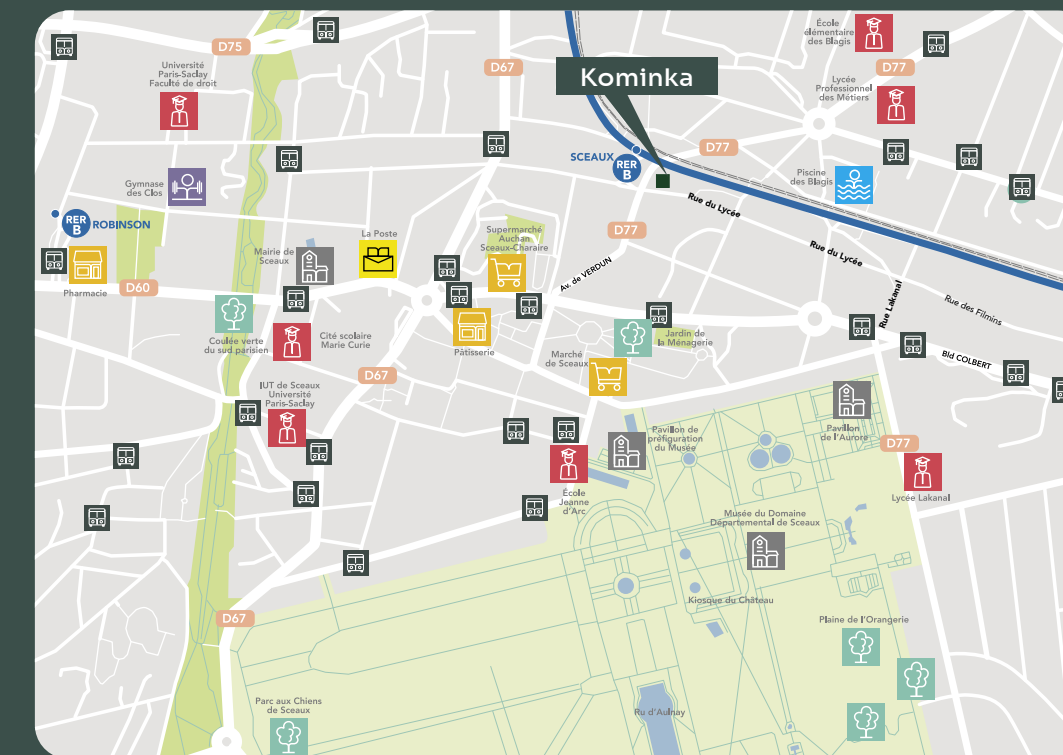 D75
D67
Kominka
École
élémentaire
des Blagis
D77
Université
Paris-Saclay
Faculté de droit
Lycée
Professionnel
des Métiers
D77
SCEAUX
RER
B
Gymnase
des Clos
Piscine
des Blagis
Rue du Lycée
RER
B
ROBINSON
La Poste
Supermarché
Auchan
Sceaux-Charaire
D77
Mairie de
Sceaux
Rue du Lycée
Av. de VERDUN
Pharmacie
D60
Rue Lakanal
Rue des Filmins
Coulée verte
du sud parisien
Cité scolaire
Marie Curie
Pâtisserie
Jardin de
la Ménagerie
Marché
de Sceaux
Bld COLBERT
D67
IUT de Sceaux
Université
Paris-Saclay
Pavillon de
préfiguration
du Musée
Pavillon
de l'Aurore
D77
École
Jeanne
d'Arc
Lycée Lakanal
Musée du Domaine
Départemental de Sceaux
Kiosque du Château
D67
Plaine de l'Orangerie
Parc aux Chiens
de Sceaux
Ru d'Aulnay